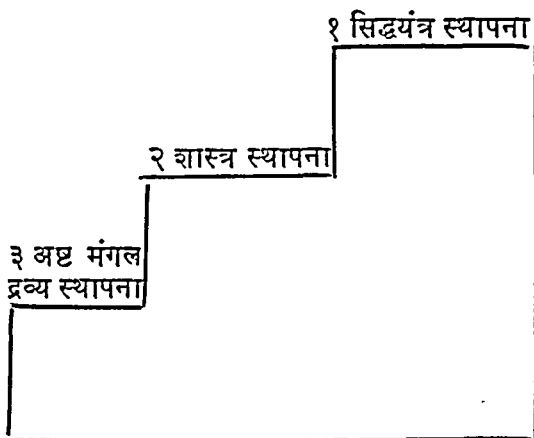 १ सिद्धयंत्र स्थापना
२ शास्त्र स्थापना
३ अष्ट मंगल
द्रव्य स्थापना